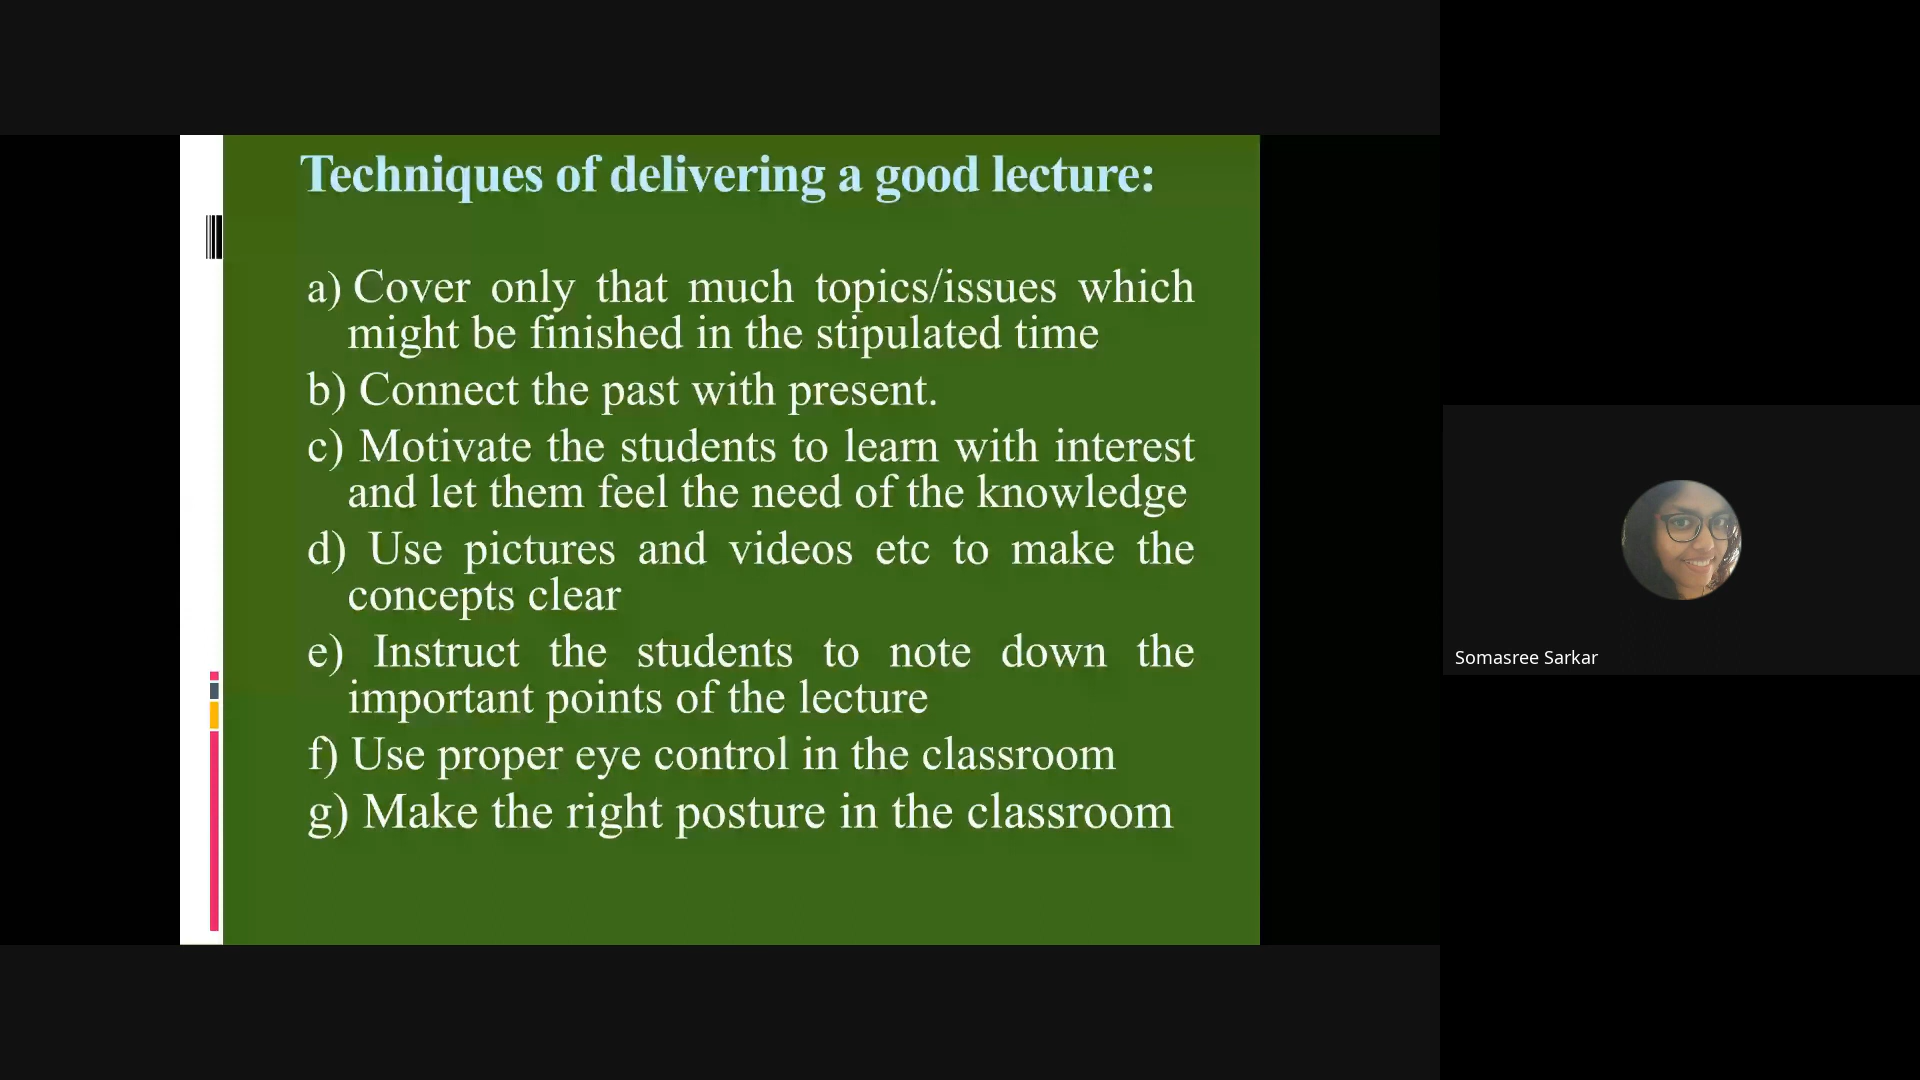 Techniques of delivering a good lecture:
a) Cover only that much topics/issues which
might be finished in the stipulated time
b) Connect the past with present.
c) Motivate the students to learn with interest
and let them feel the need of the knowledge
d) Use pictures and videos etc to make the
concepts clear
e) Instruct the students to note down the
important points of the lecture
f) Use proper eye control in the classroom
g) Make the right posture in the classroom
Somasree Sarkar